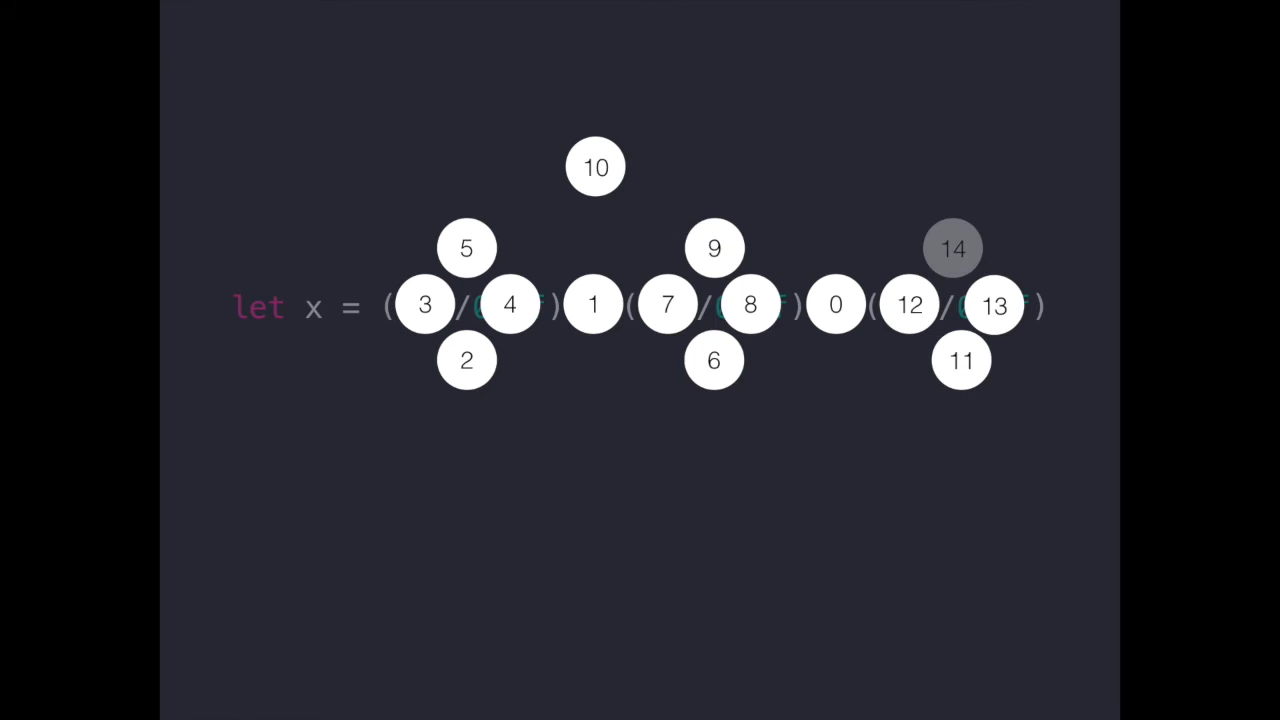 10
5 9 14
let x = ( 3 / 4 ) 1 ( 7 / 8 ) 0 ( 12 / 13 )
2 6 11